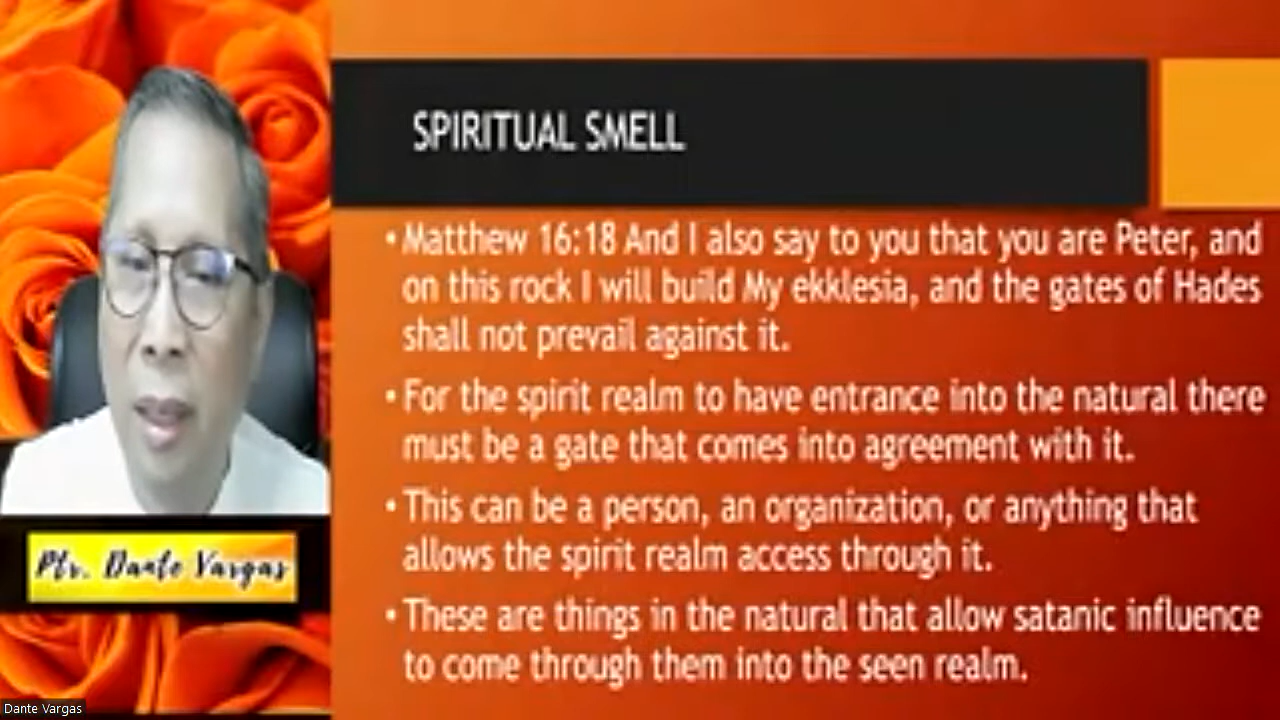 SPIRITUAL SMELL
•Matthew 16:18 And I also say to you that you are Peter, and
on this rock I will build My ekklesia, and the gates of Hades
shall not prevail against it.
•For the spirit realm to have entrance into the natural there
must be a gate that comes into agreement with it.
•This can be a person, an organization, or anything that
allows the spirit realm access through it.
•These are things in the natural that allow satanic influence
to come through them into the seen realm.
Ptr. Dante Vargas
Dante Vargas